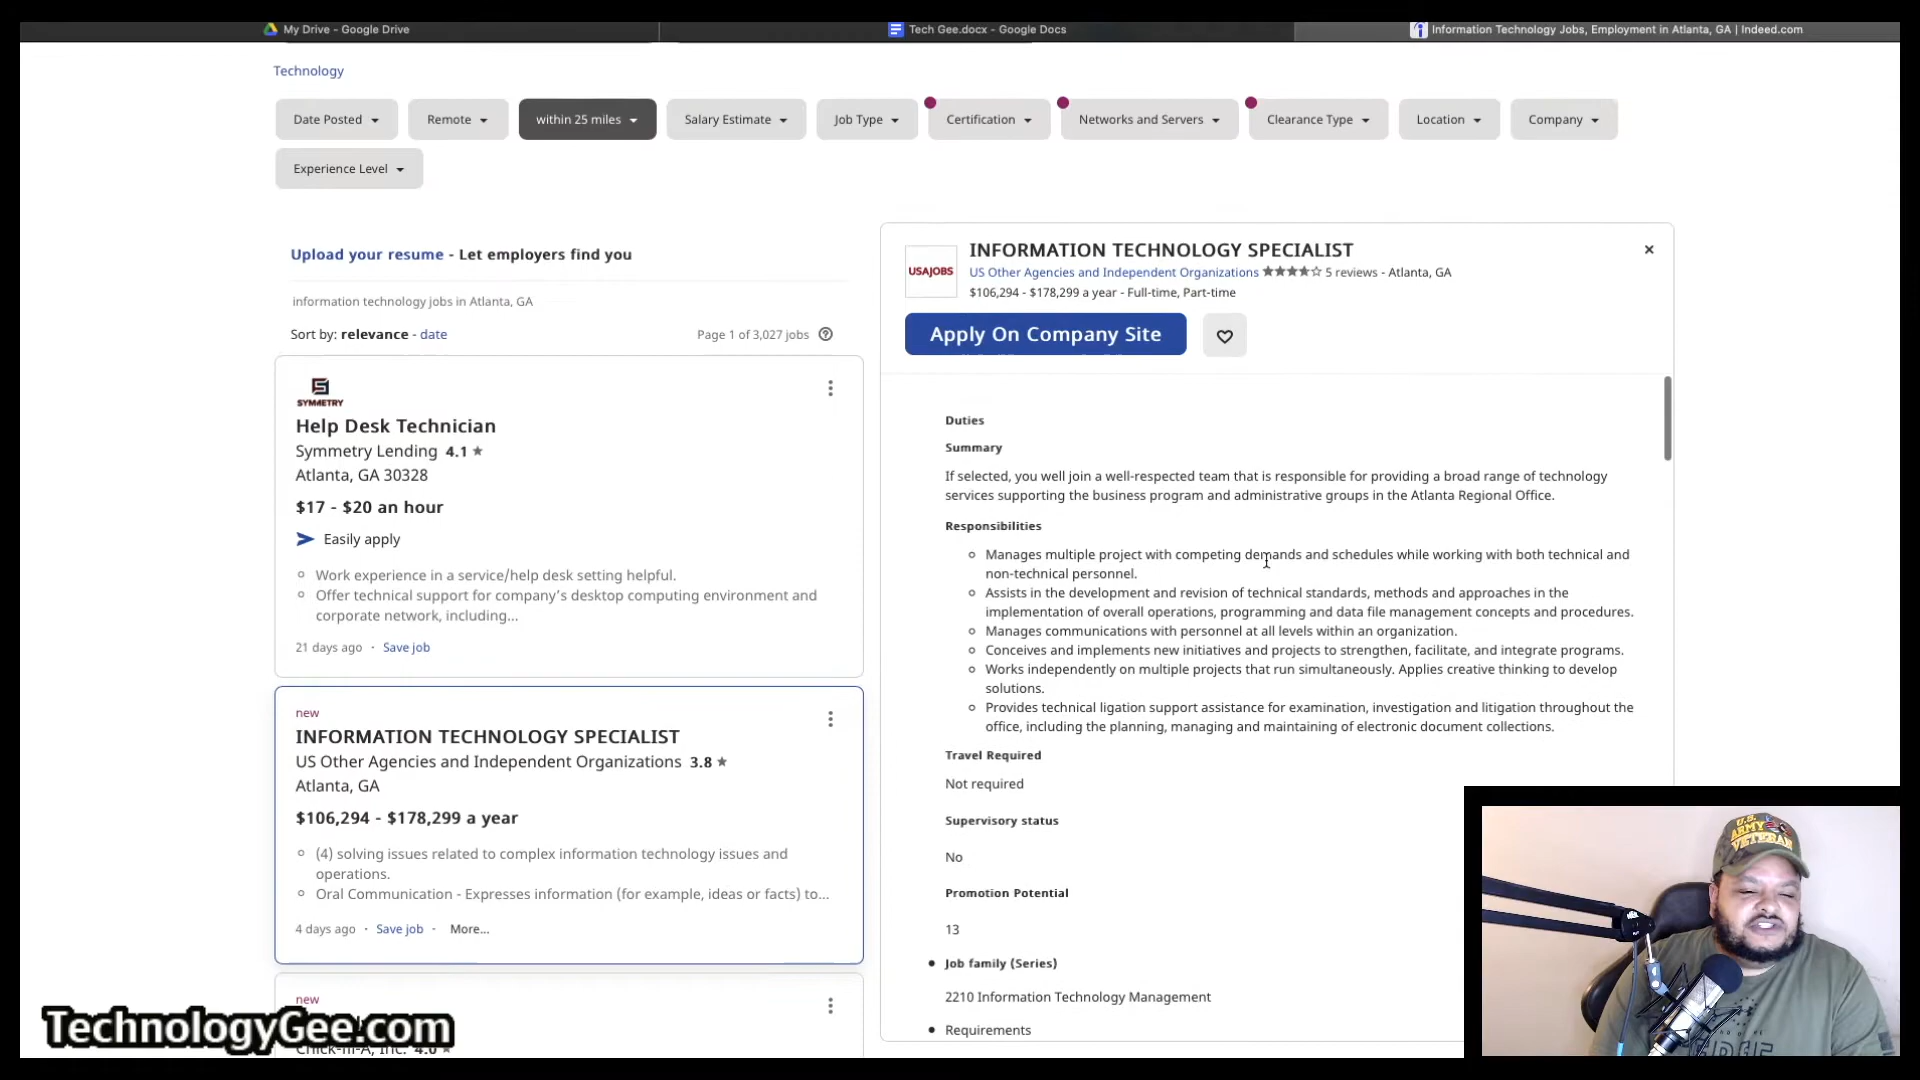 My Drive - Google Drive
Tech Gee.docx - Google Docs
Information Technology Jobs, Employment in Atlanta, GA | Indeed.com
Technology
Date Posted
Remote
within 25 miles
Salary Estimate
Job Type
Certification
Networks and Servers
Clearance Type
Location
Company
Experience Level
Upload your resume - Let employers find you
information technology jobs in Atlanta, GA
Sort by: relevance - date
Page 1 of 3,027 jobs
SYMMETRY
Help Desk Technician
Symmetry Lending 4.1 ★
Atlanta, GA 30328
$17 - $20 an hour
Easily apply
Work experience in a service/help desk setting helpful.
Offer technical support for company's desktop computing environment and
corporate network, including...
21 days ago · Save job
new
INFORMATION TECHNOLOGY SPECIALIST
US Other Agencies and Independent Organizations 3.8 ★
Atlanta, GA
$106,294 - $178,299 a year
(4) solving issues related to complex information technology issues and
operations.
Oral Communication - Expresses information (for example, ideas or facts) to...
4 days ago · Save job - More...
new
Chick-fil-A, Inc. 4.0 ★
TechnologyGee.com
USAJOBS
INFORMATION TECHNOLOGY SPECIALIST
US Other Agencies and Independent Organizations ★★★★☆ 5 reviews - Atlanta, GA
$106,294 - $178,299 a year - Full-time, Part-time
Apply On Company Site
Duties
Summary
If selected, you well join a well-respected team that is responsible for providing a broad range of technology
services supporting the business program and administrative groups in the Atlanta Regional Office.
Responsibilities
Manages multiple project with competing demands and schedules while working with both technical and
non-technical personnel.
Assists in the development and revision of technical standards, methods and approaches in the
implementation of overall operations, programming and data file management concepts and procedures.
Manages communications with personnel at all levels within an organization.
Conceives and implements new initiatives and projects to strengthen, facilitate, and integrate programs.
Works independently on multiple projects that run simultaneously. Applies creative thinking to develop
solutions.
Provides technical ligation support assistance for examination, investigation and litigation throughout the
office, including the planning, managing and maintaining of electronic document collections.
Travel Required
Not required
Supervisory status
No
Promotion Potential
13
Job family (Series)
2210 Information Technology Management
Requirements
U.S. ARMY
VETERAN